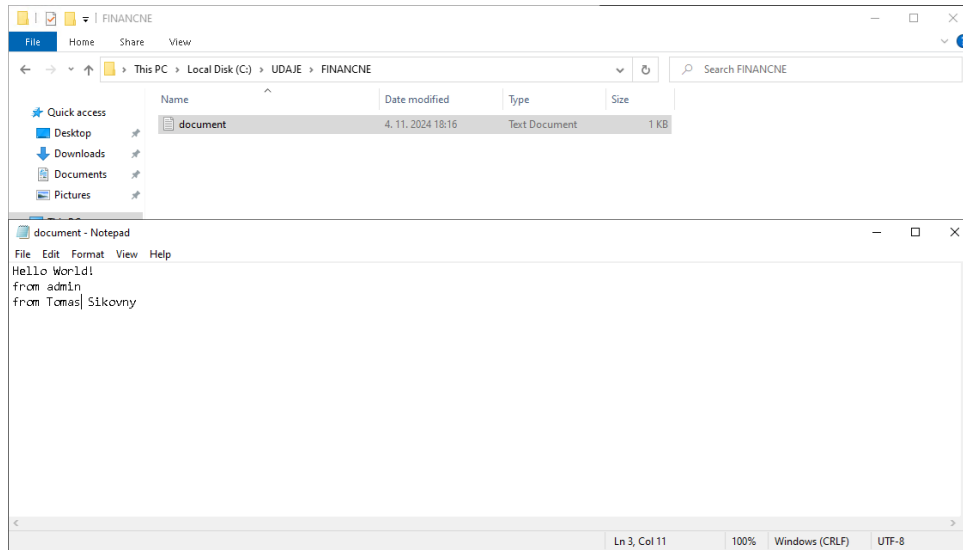 FINANCNE
File Home Share View
This PC > Local Disk (C:) > UDAJE > FINANCNE
Search FINANCNE
Name Date modified Type Size
Quick access
Desktop
Downloads
Documents
Pictures
document 4. 11. 2024 18:16 Text Document 1 KB
document - Notepad
File Edit Format View Help
Hello World!
from admin
from Tomas Sikovny
Ln 3, Col 11 100% Windows (CRLF) UTF-8